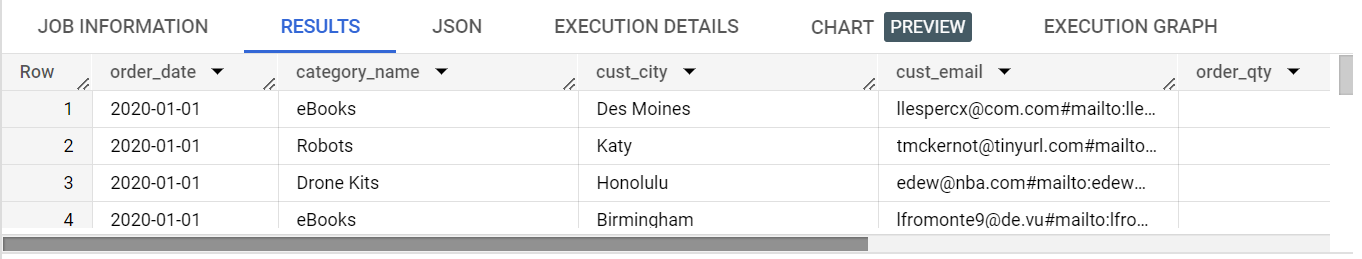 JOB INFORMATION RESULTS JSON EXECUTION DETAILS CHART PREVIEW EXECUTION GRAPH
Row order_date category_name cust_city cust_email order_qty
1 2020-01-01 eBooks Des Moines llespercx@com.com#mailto:lle...
2 2020-01-01 Robots Katy tmckernot@tinyurl.com#mailto...
3 2020-01-01 Drone Kits Honolulu edew@nba.com#mailto:edew...
4 2020-01-01 eBooks Birmingham lfromonte9@de.vu#mailto:lfro...